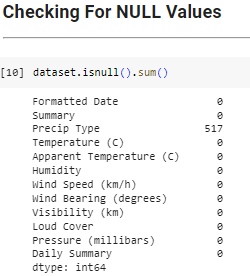 Checking For NULL Values
[10] dataset.isnull().sum()
Formatted Date 0
Summary 0
Precip Type 517
Temperature (C) 0
Apparent Temperature (C) 0
Humidity 0
Wind Speed (km/h) 0
Wind Bearing (degrees) 0
Visibility (km) 0
Loud Cover 0
Pressure (millibars) 0
Daily Summary 0
dtype: int64